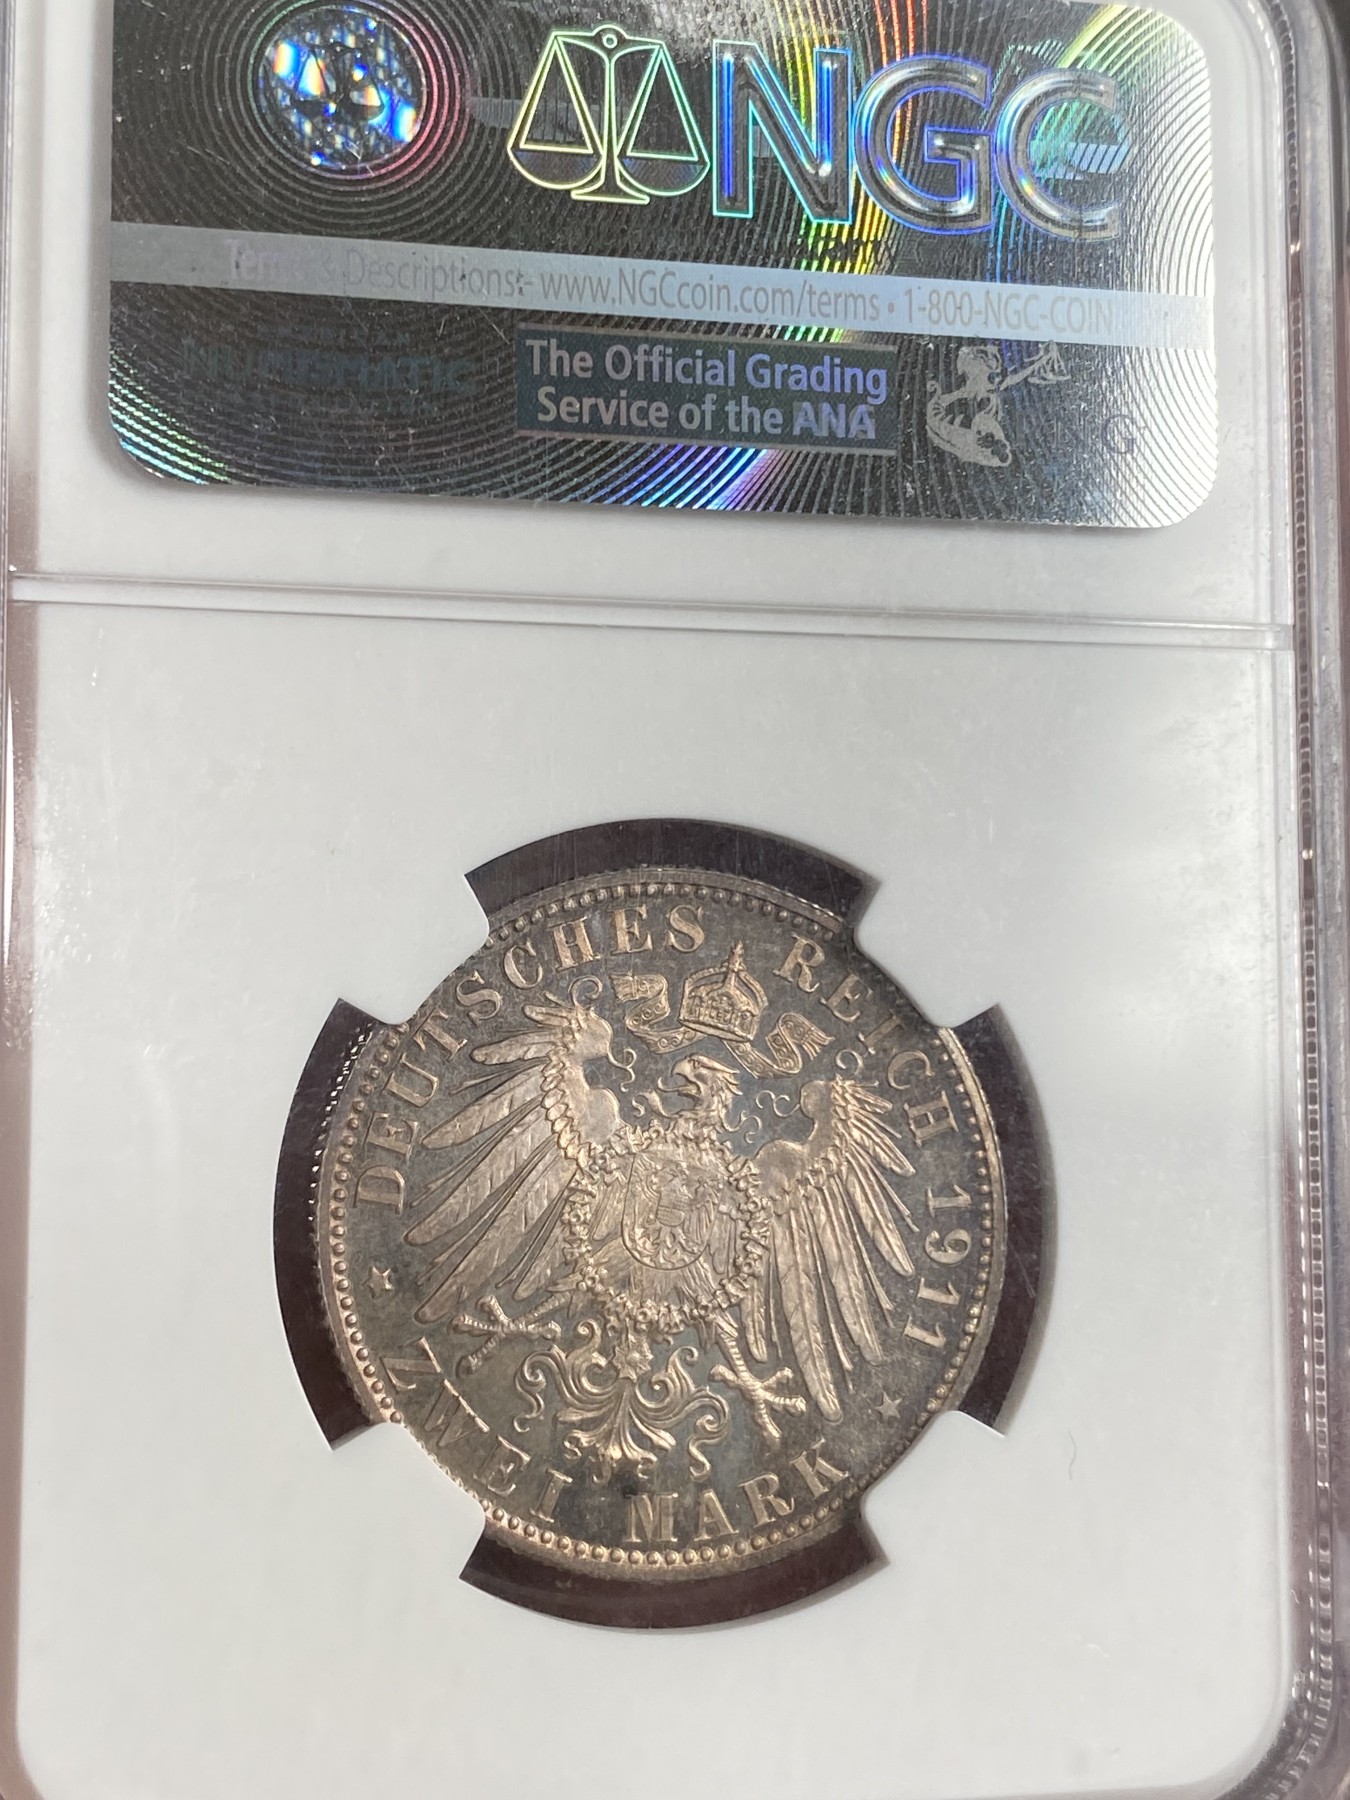 NGC
Terms & Descriptions - www.NGCcoin.com/terms • 1-800-NGC-COIN
NUMISMATIC
The Official Grading
Service of the ANA
G
DEUTSCHES REICH 1911
ZWEI MARK